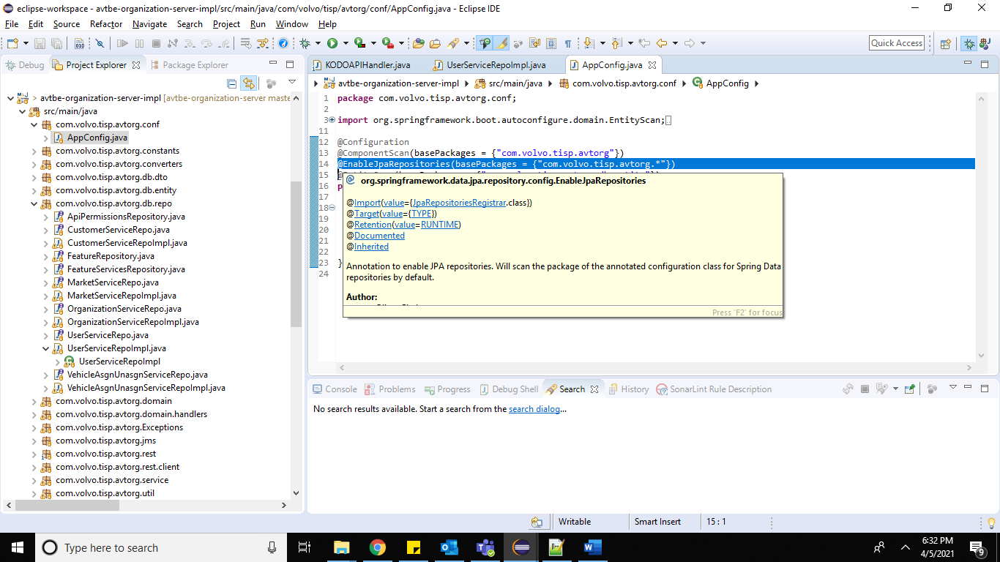 eclipse-workspace - avtbe-organization-server-impl/src/main/java/com/volvo/tisp/avtorg/conf/AppConfig.java - Eclipse IDE
File Edit Source Refactor Navigate Search Project Run Window Help
Quick Access
Debug Project Explorer Package Explorer
> avtbe-organization-server-impl [avtbe-organization-server maste
src/main/java
com.volvo.tisp.avtorg.conf
AppConfig.java
com.volvo.tisp.avtorg.constants
com.volvo.tisp.avtorg.converters
com.volvo.tisp.avtorg.db.dto
com.volvo.tisp.avtorg.db.entity
com.volvo.tisp.avtorg.db.repo
ApiPermissionsRepository.java
CustomerServiceRepo.java
CustomerServiceRepoImpl.java
FeatureRepository.java
FeatureServicesRepository.java
MarketServiceRepo.java
MarketServiceRepoImpl.java
OrganizationServiceRepo.java
OrganizationServiceRepoImpl.java
UserServiceRepo.java
UserServiceRepoImpl.java
UserServiceRepoImpl
VehicleAsgnUnasgnServiceRepo.java
VehicleAsgnUnasgnServiceRepoImpl.java
com.volvo.tisp.avtorg.domain
com.volvo.tisp.avtorg.domain.handlers
com.volvo.tisp.avtorg.Exceptions
com.volvo.tisp.avtorg.jms
com.volvo.tisp.avtorg.rest
com.volvo.tisp.avtorg.rest.client
com.volvo.tisp.avtorg.service
com.volvo.tisp.avtorg.util
KODOAPIHandler.java UserServiceRepoImpl.java AppConfig.java
avtbe-organization-server-impl src/main/java com.volvo.tisp.avtorg.conf AppConfig
1 package com.volvo.tisp.avtorg.conf;
2
3 import org.springframework.boot.autoconfigure.domain.EntityScan;
11
12 @Configuration
13 @ComponentScan(basePackages = {"com.volvo.tisp.avtorg"})
14 @EnableJpaRepositories(basePackages = {"com.volvo.tisp.avtorg.*"})
15
16 p
17
18
19
20
21
22
23 }
24
@ org.springframework.data.jpa.repository.config.EnableJpaRepositories
@Import(value={JpaRepositoriesRegistrar.class})
@Target(value={TYPE})
@Retention(value=RUNTIME)
@Documented
@Inherited
Annotation to enable JPA repositories. Will scan the package of the annotated configuration class for Spring Data
repositories by default.
Author:
Press 'F2' for focus
Console Problems Progress Debug Shell Search History SonarLint Rule Description
No search results available. Start a search from the search dialog...
Writable Smart Insert 15 : 1
Type here to search
6:32 PM
4/5/2021
9